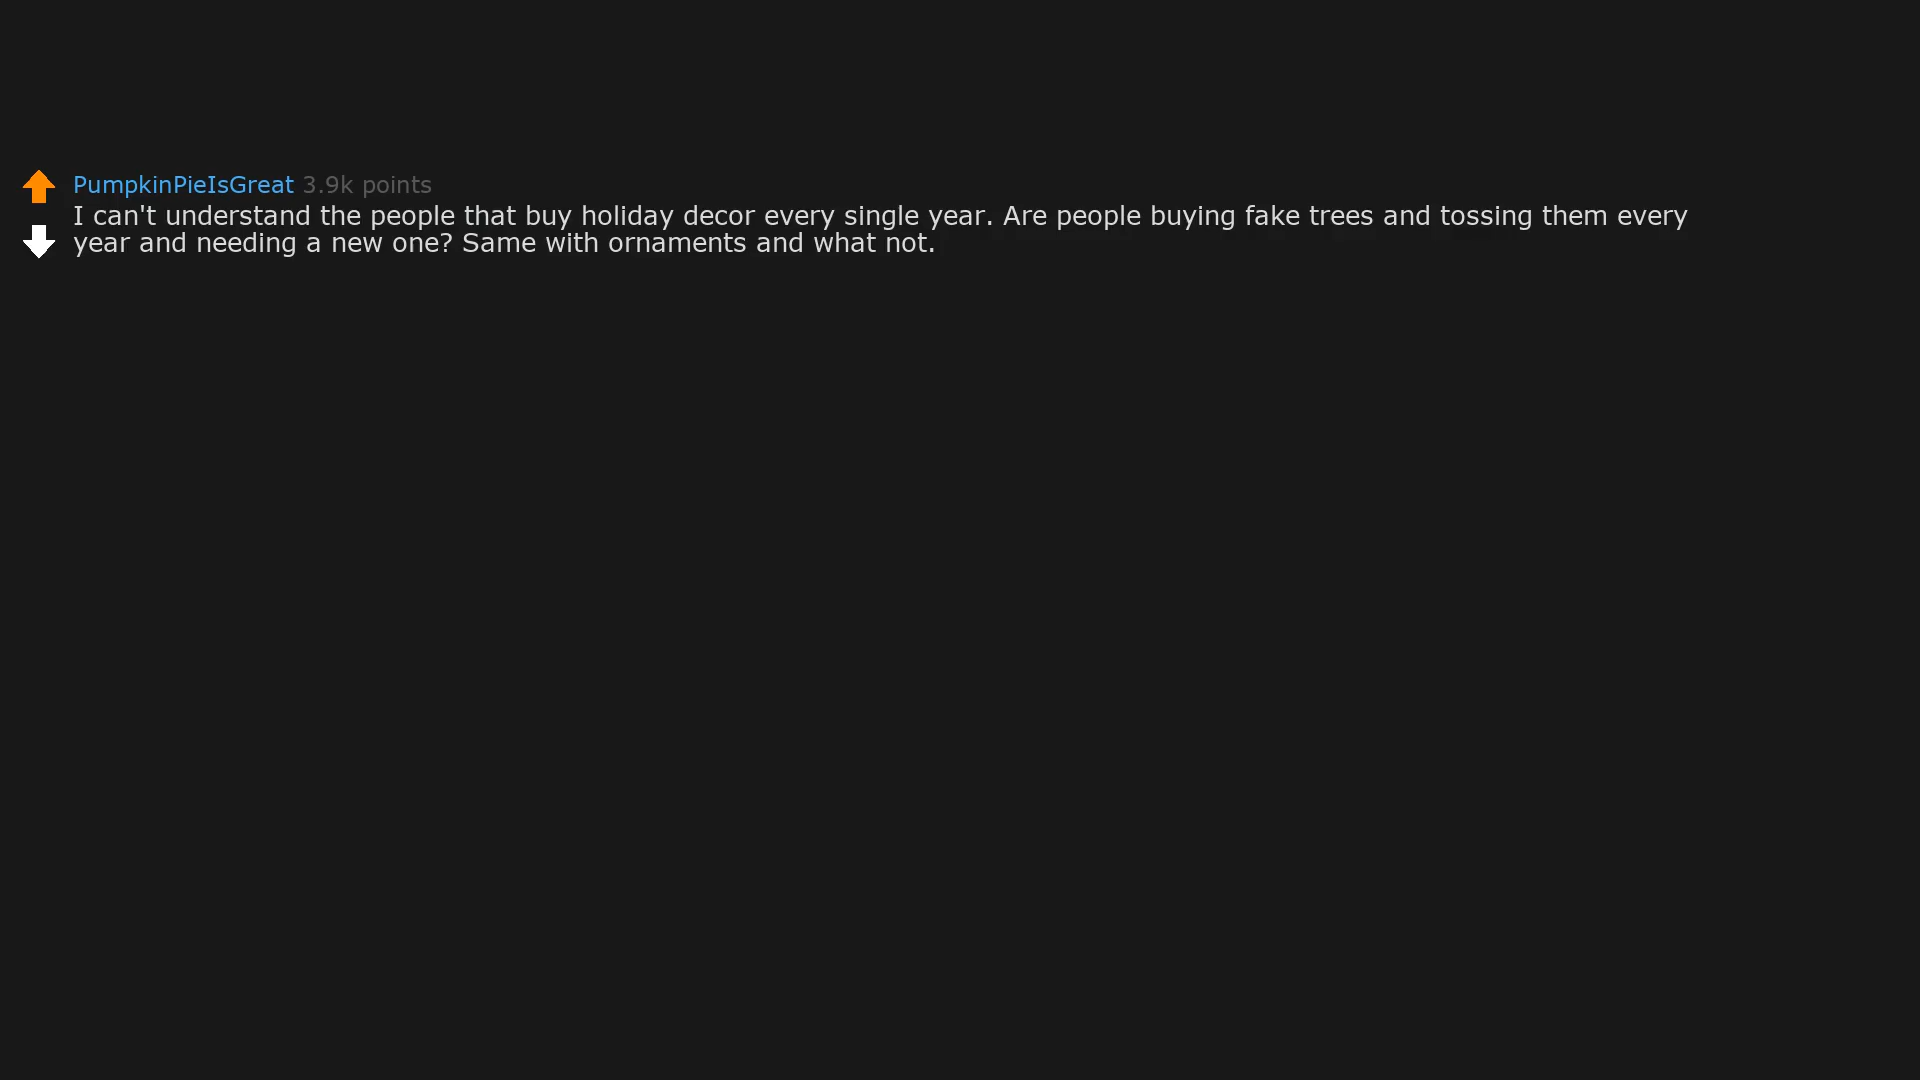 PumpkinPieIsGreat 3.9k points
I can't understand the people that buy holiday decor every single year. Are people buying fake trees and tossing them every
year and needing a new one? Same with ornaments and what not.